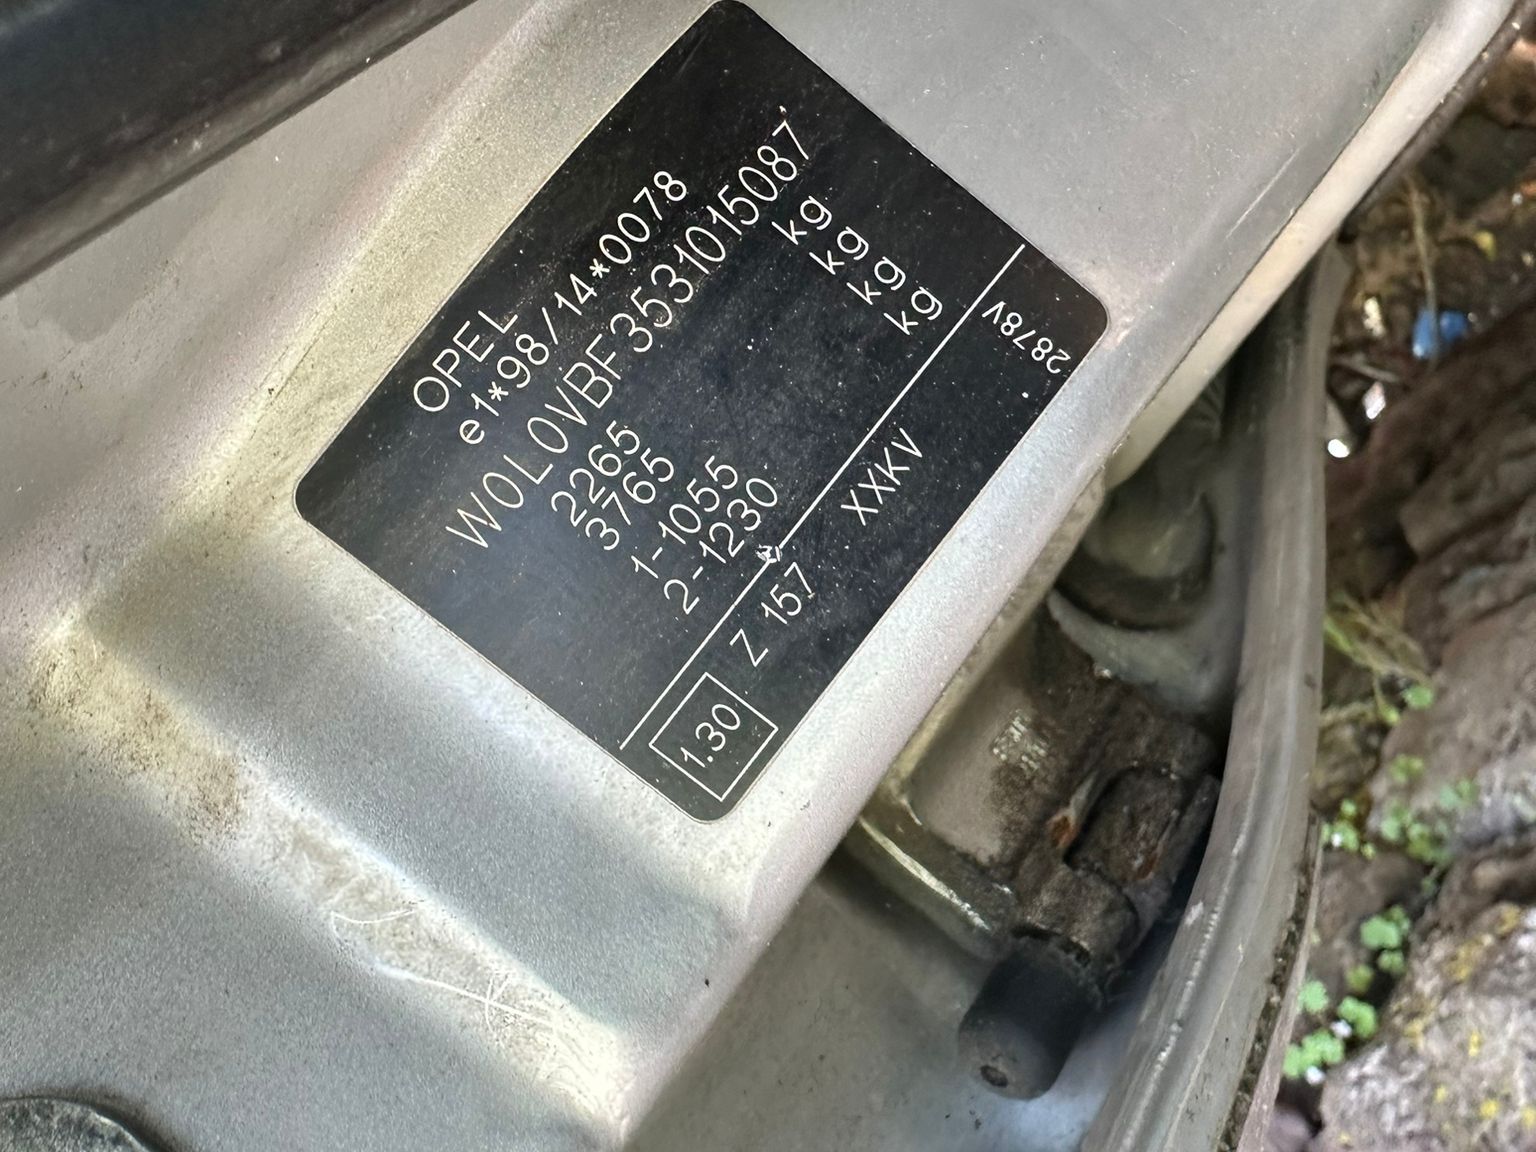 OPEL
e1*98/14*0078
W0L0VBF3531015087
2265 kg
3765 kg
1-1055 kg
2-1230 kg
1.30 Z 157 XXKV 2878V